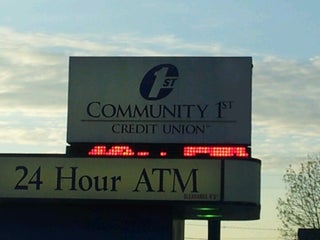 1ST
COMMUNITY 1ST
CREDIT UNION
24 Hour ATM